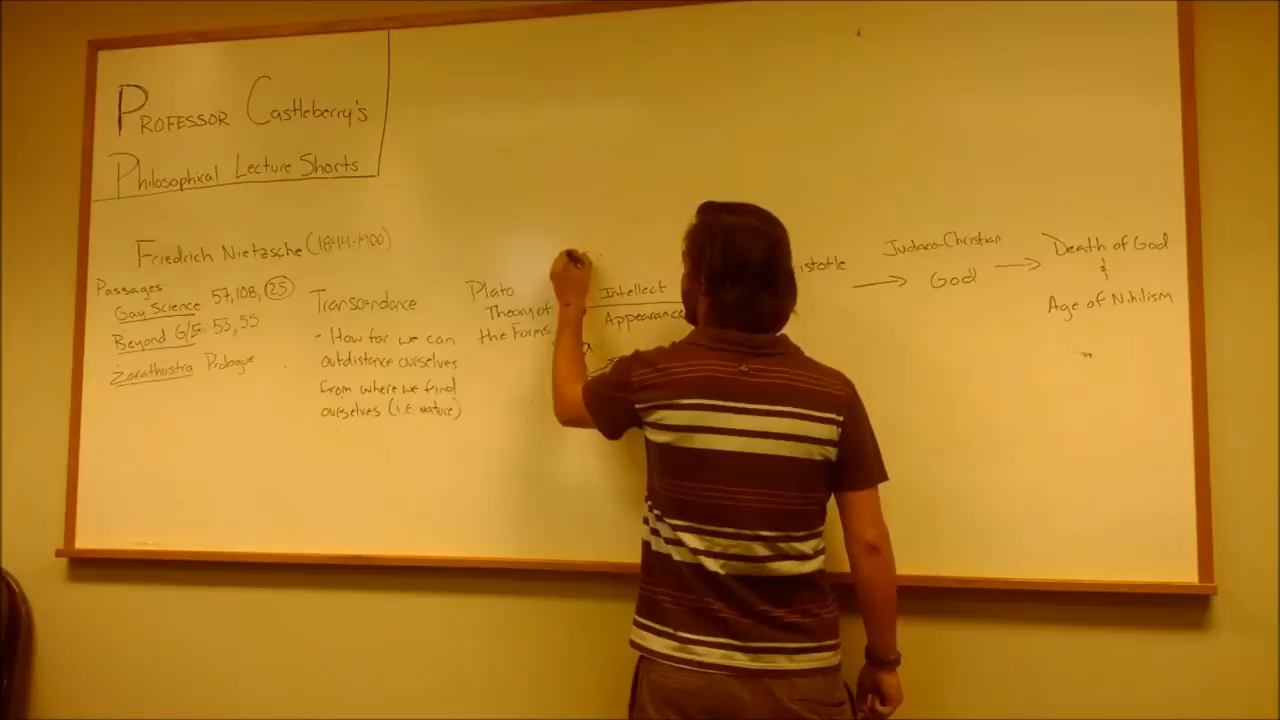 PROFESSOR Castleberry's
Philosophical Lecture Shorts
Friedrich Nietzsche (1844-1900)
Passages
Gay Science 57, 108, 25
Beyond G/E 53, 55
Zarathustra Prologue
Transcendance
- How far we can
outdistance ourselves
from where we find
ourselves (i.e. nature)
Plato
Theory of
the Forms
Intellect
Appearance
istotle
→
Judaeo-Christian
God
→
Death of God
Age of Nihilism